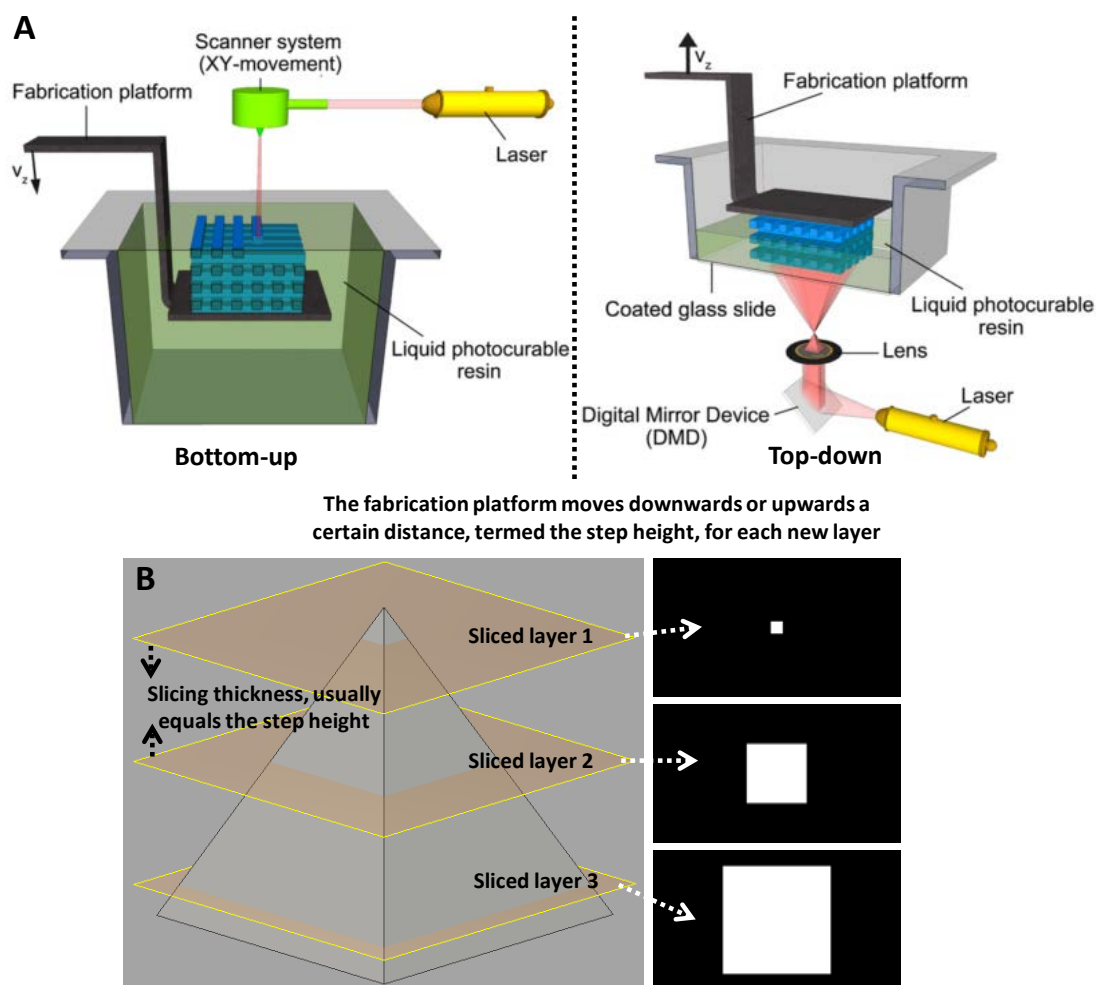 A
Scanner system
(XY-movement)
Fabrication platform
Laser
vz
Liquid photocurable
resin
Bottom-up
vz
Fabrication platform
Coated glass slide
Liquid photocurable
resin
Lens
Laser
Digital Mirror Device
(DMD)
Top-down
The fabrication platform moves downwards or upwards a
certain distance, termed the step height, for each new layer
B
Sliced layer 1
Slicing thickness, usually
equals the step height
Sliced layer 2
Sliced layer 3